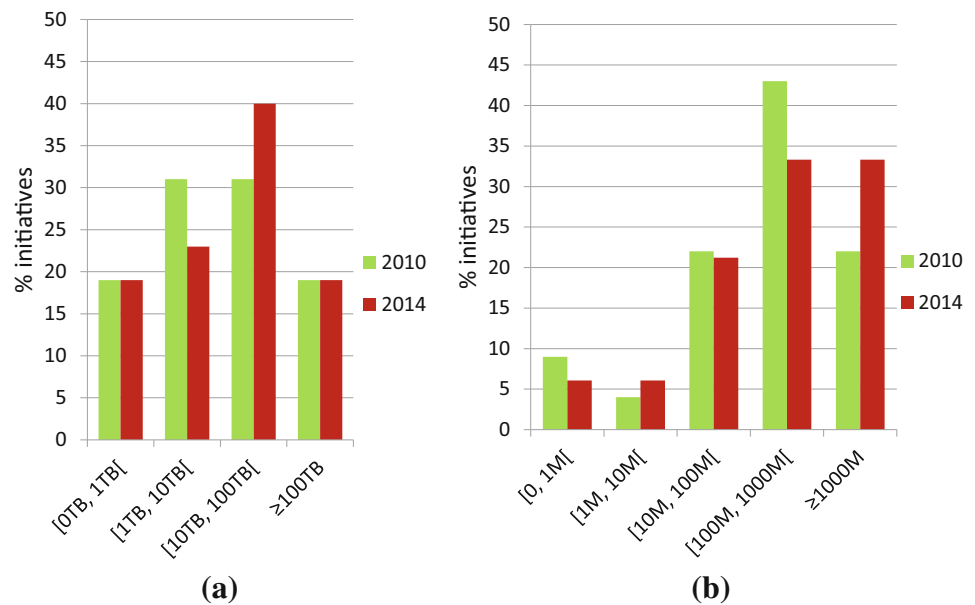 50
45
40
35
30
25
20
15
10
5
0
% initiatives
[0TB, 1TB[
[1TB, 10TB[
[10TB, 100TB[
≥100TB
2010
2014
(a)
50
45
40
35
30
25
20
15
10
5
0
% initiatives
[0, 1M[
[1M, 10M[
[10M, 100M[
[100M, 1000M[
≥1000M
2010
2014
(b)